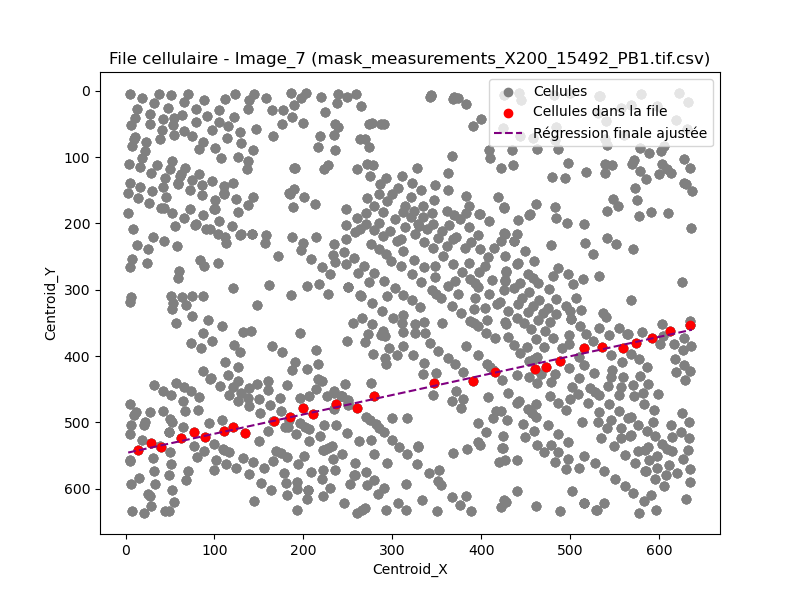 File cellulaire - Image_7 (mask_measurements_X200_15492_PB1.tif.csv)
Cellules
Cellules dans la file
Régression finale ajustée
0
100
200
300
400
500
600
Centroid_Y
0 100 200 300 400 500 600
Centroid_X